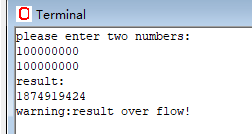 Terminal
please enter two numbers:
100000000
100000000
result:
1874919424
warning:result over flow!